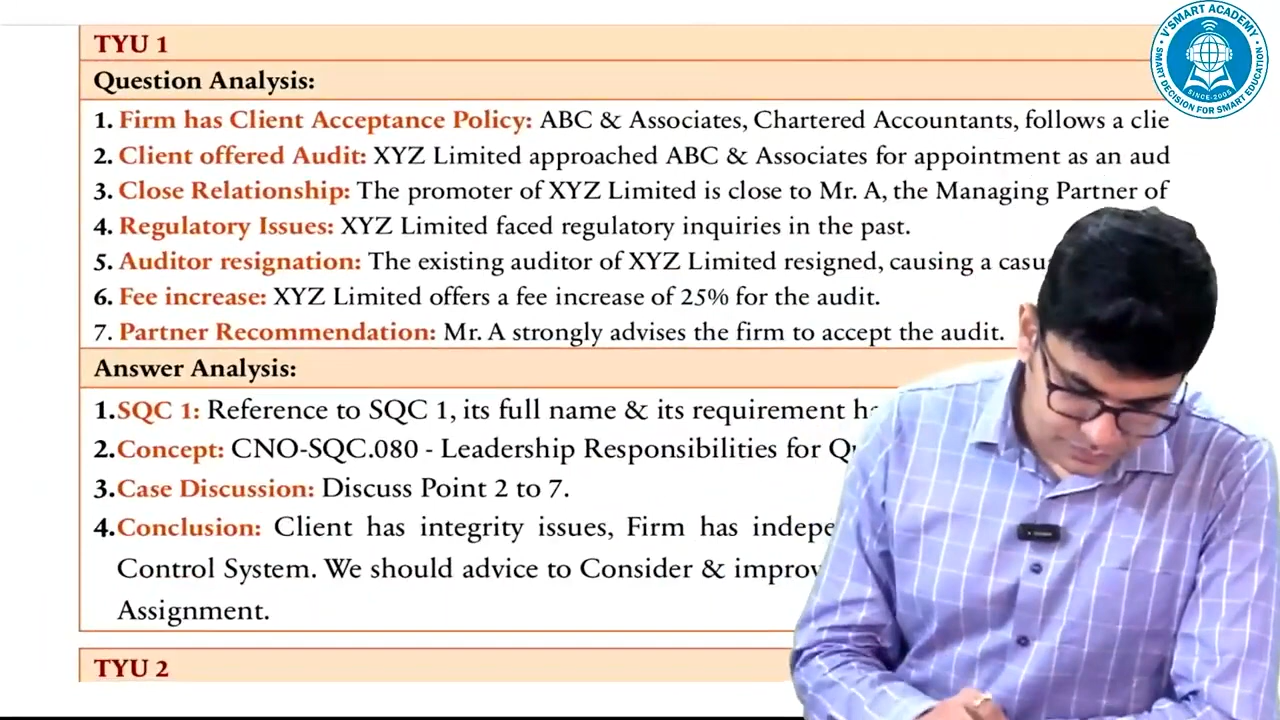 TYU 1
Question Analysis:
1. Firm has Client Acceptance Policy: ABC & Associates, Chartered Accountants, follows a clie
2. Client offered Audit: XYZ Limited approached ABC & Associates for appointment as an aud
3. Close Relationship: The promoter of XYZ Limited is close to Mr. A, the Managing Partner of
4. Regulatory Issues: XYZ Limited faced regulatory inquiries in the past.
5. Auditor resignation: The existing auditor of XYZ Limited resigned, causing a casu
6. Fee increase: XYZ Limited offers a fee increase of 25% for the audit.
7. Partner Recommendation: Mr. A strongly advises the firm to accept the audit.
Answer Analysis:
1.SQC 1: Reference to SQC 1, its full name & its requirement
2.Concept: CNO-SQC.080 - Leadership Responsibilities for
3.Case Discussion: Discuss Point 2 to 7.
4.Conclusion: Client has integrity issues, Firm has indepe
Control System. We should advice to Consider & improv
Assignment.
TYU 2
V'SMART ACADEMY
SINCE-2005
SMART DECISION FOR SMART EDUCATION